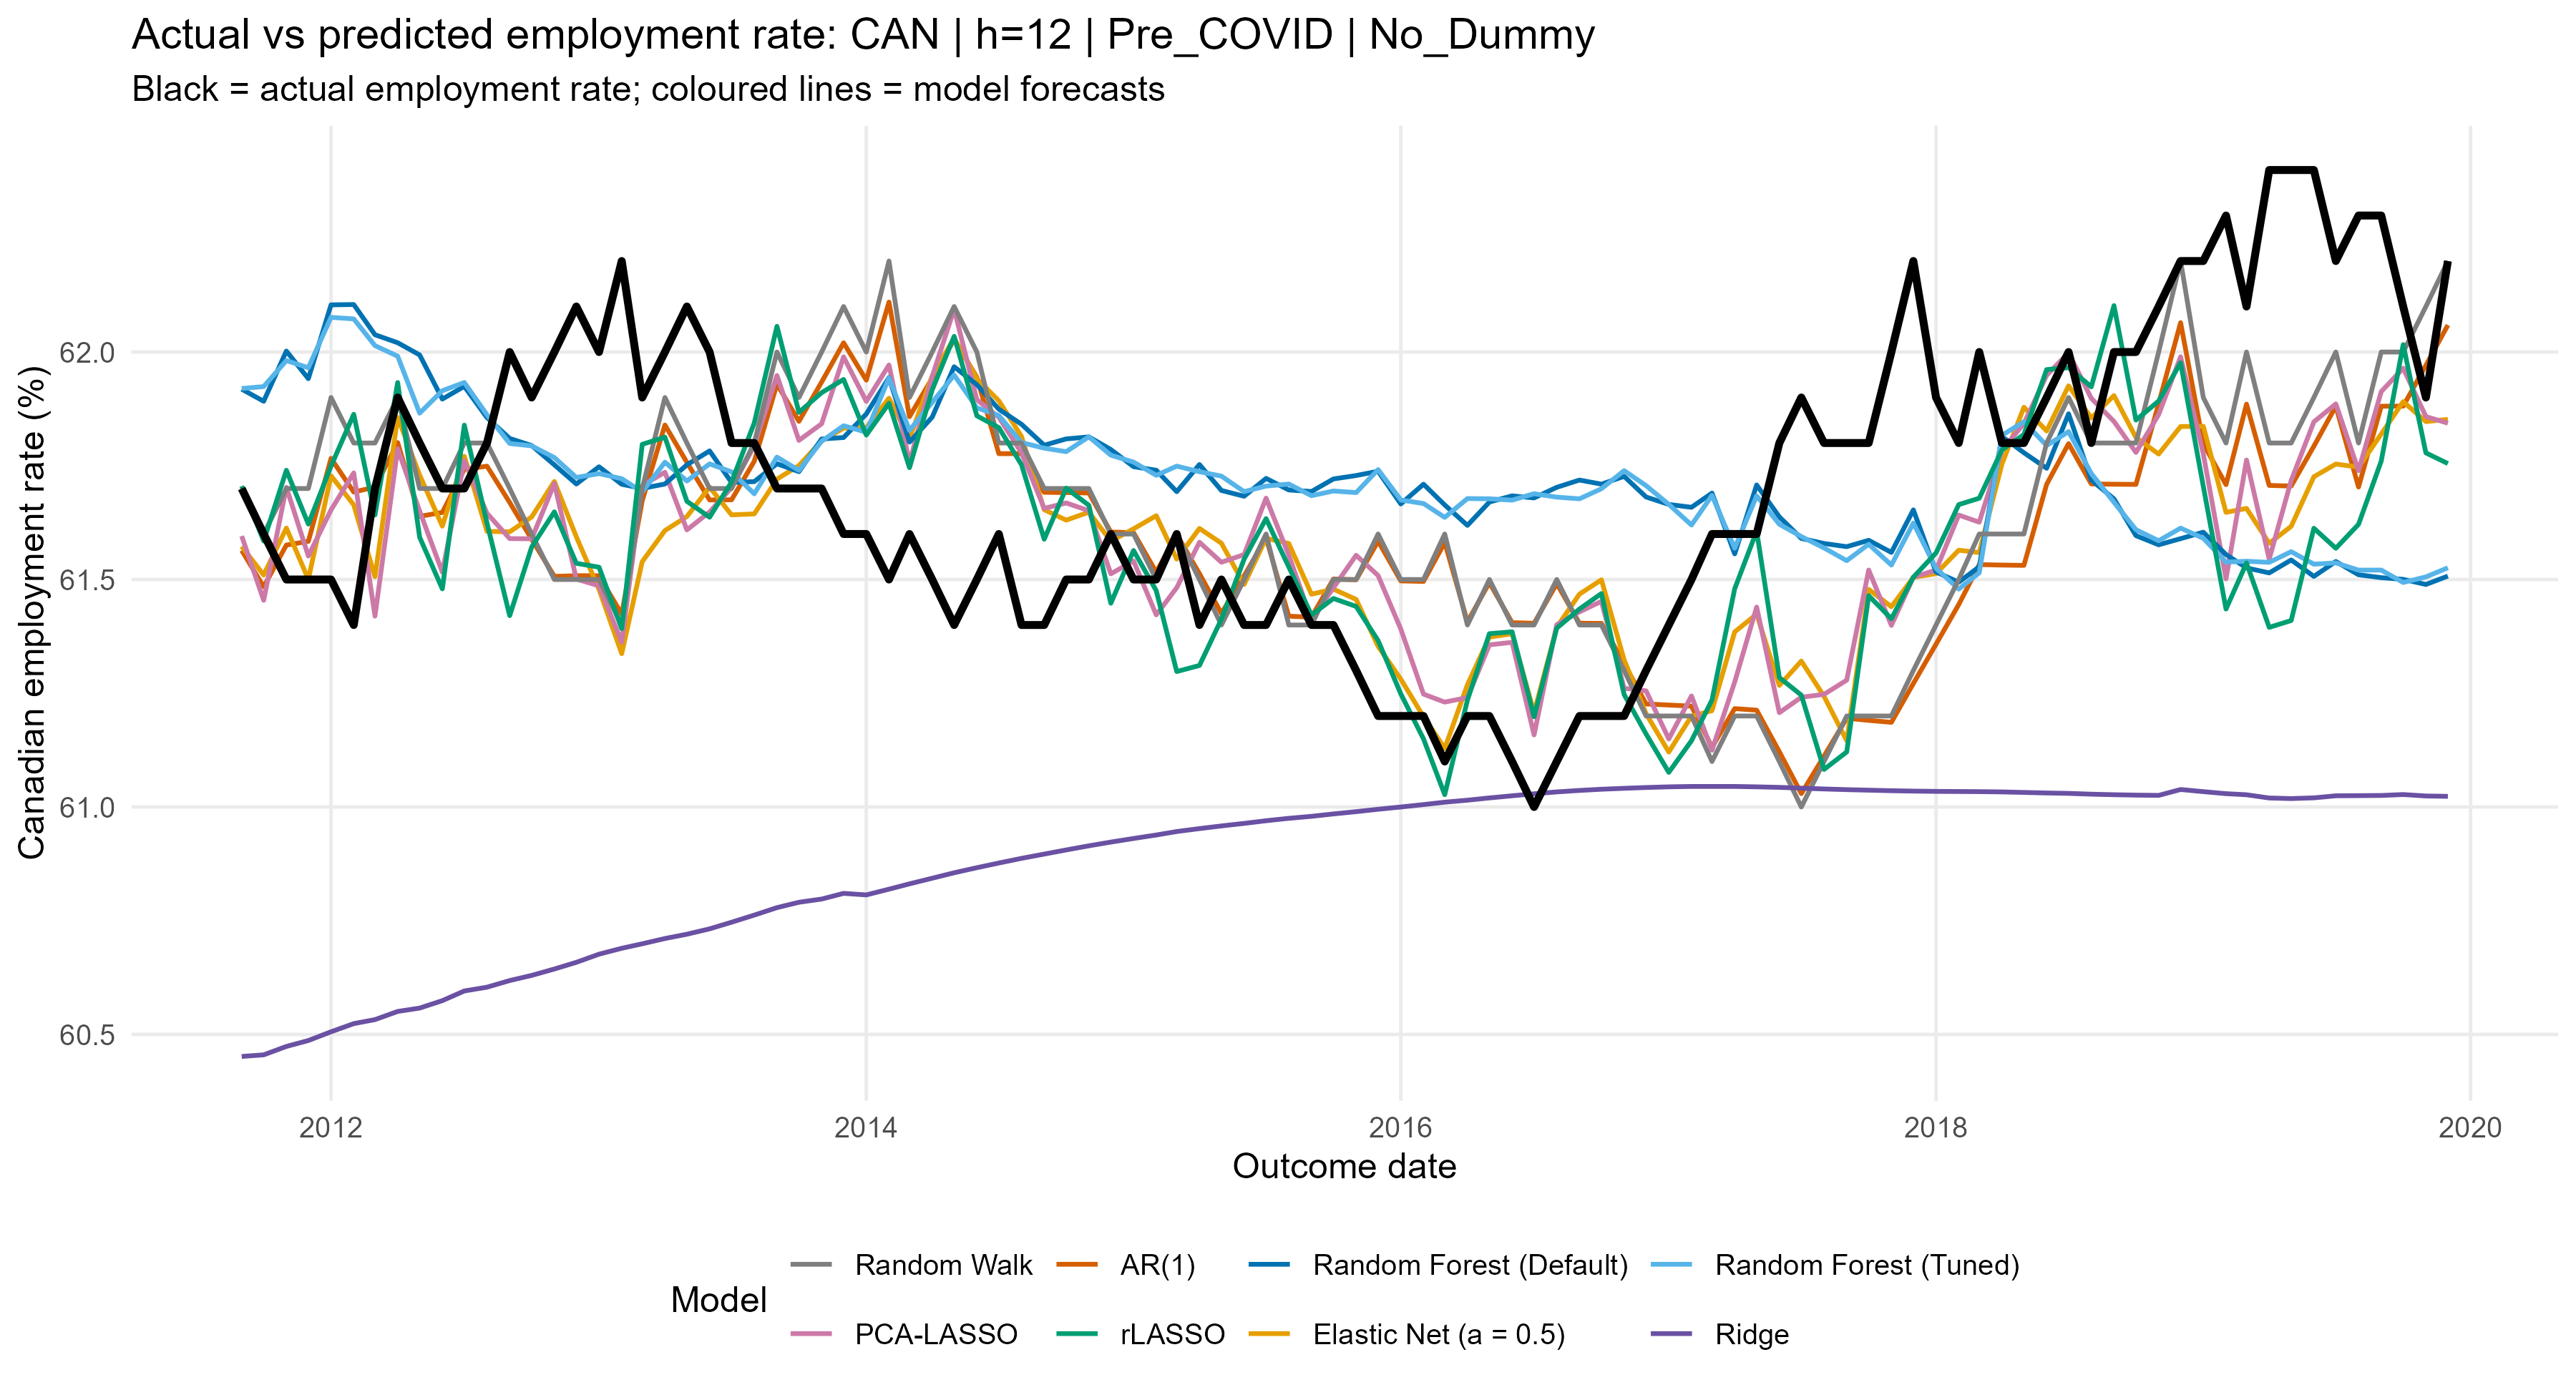 Actual vs predicted employment rate: CAN | h=12 | Pre_COVID | No_Dummy
Black = actual employment rate; coloured lines = model forecasts
Canadian employment rate (%)
62.0
61.5
61.0
60.5
2012 2014 2016 2018 2020
Outcome date
Model
Random Walk AR(1) Random Forest (Default) Random Forest (Tuned)
PCA-LASSO rLASSO Elastic Net (a = 0.5) Ridge